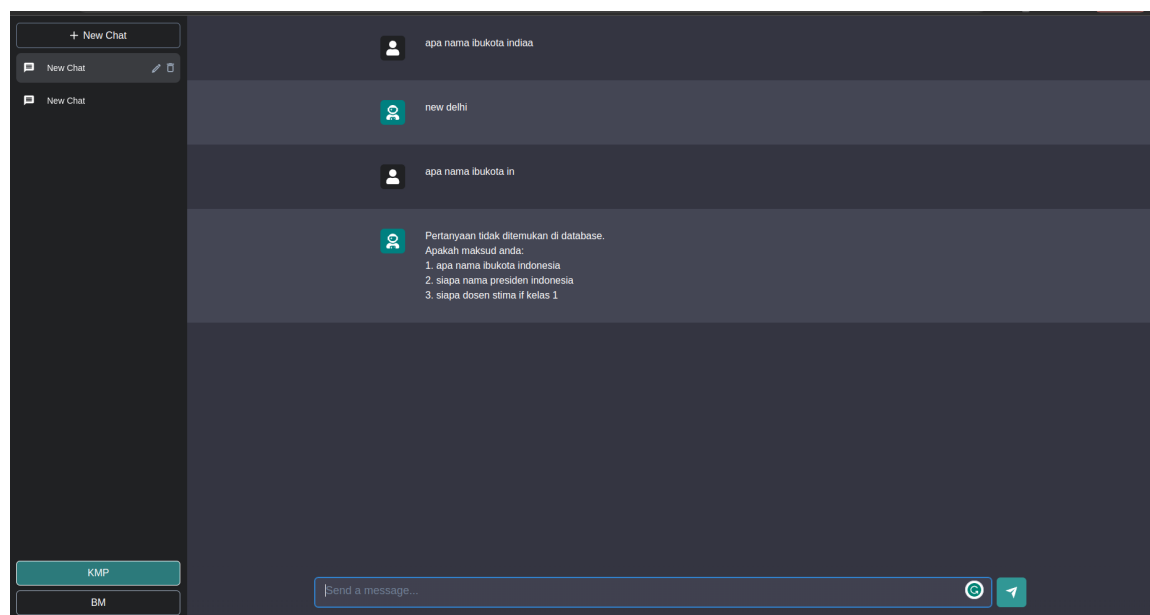 + New Chat
New Chat
New Chat
apa nama ibukota indiaa
new delhi
apa nama ibukota in
Pertanyaan tidak ditemukan di database.
Apakah maksud anda:
1. apa nama ibukota indonesia
2. siapa nama presiden indonesia
3. siapa dosen stima if kelas 1
KMP
BM
Send a message...